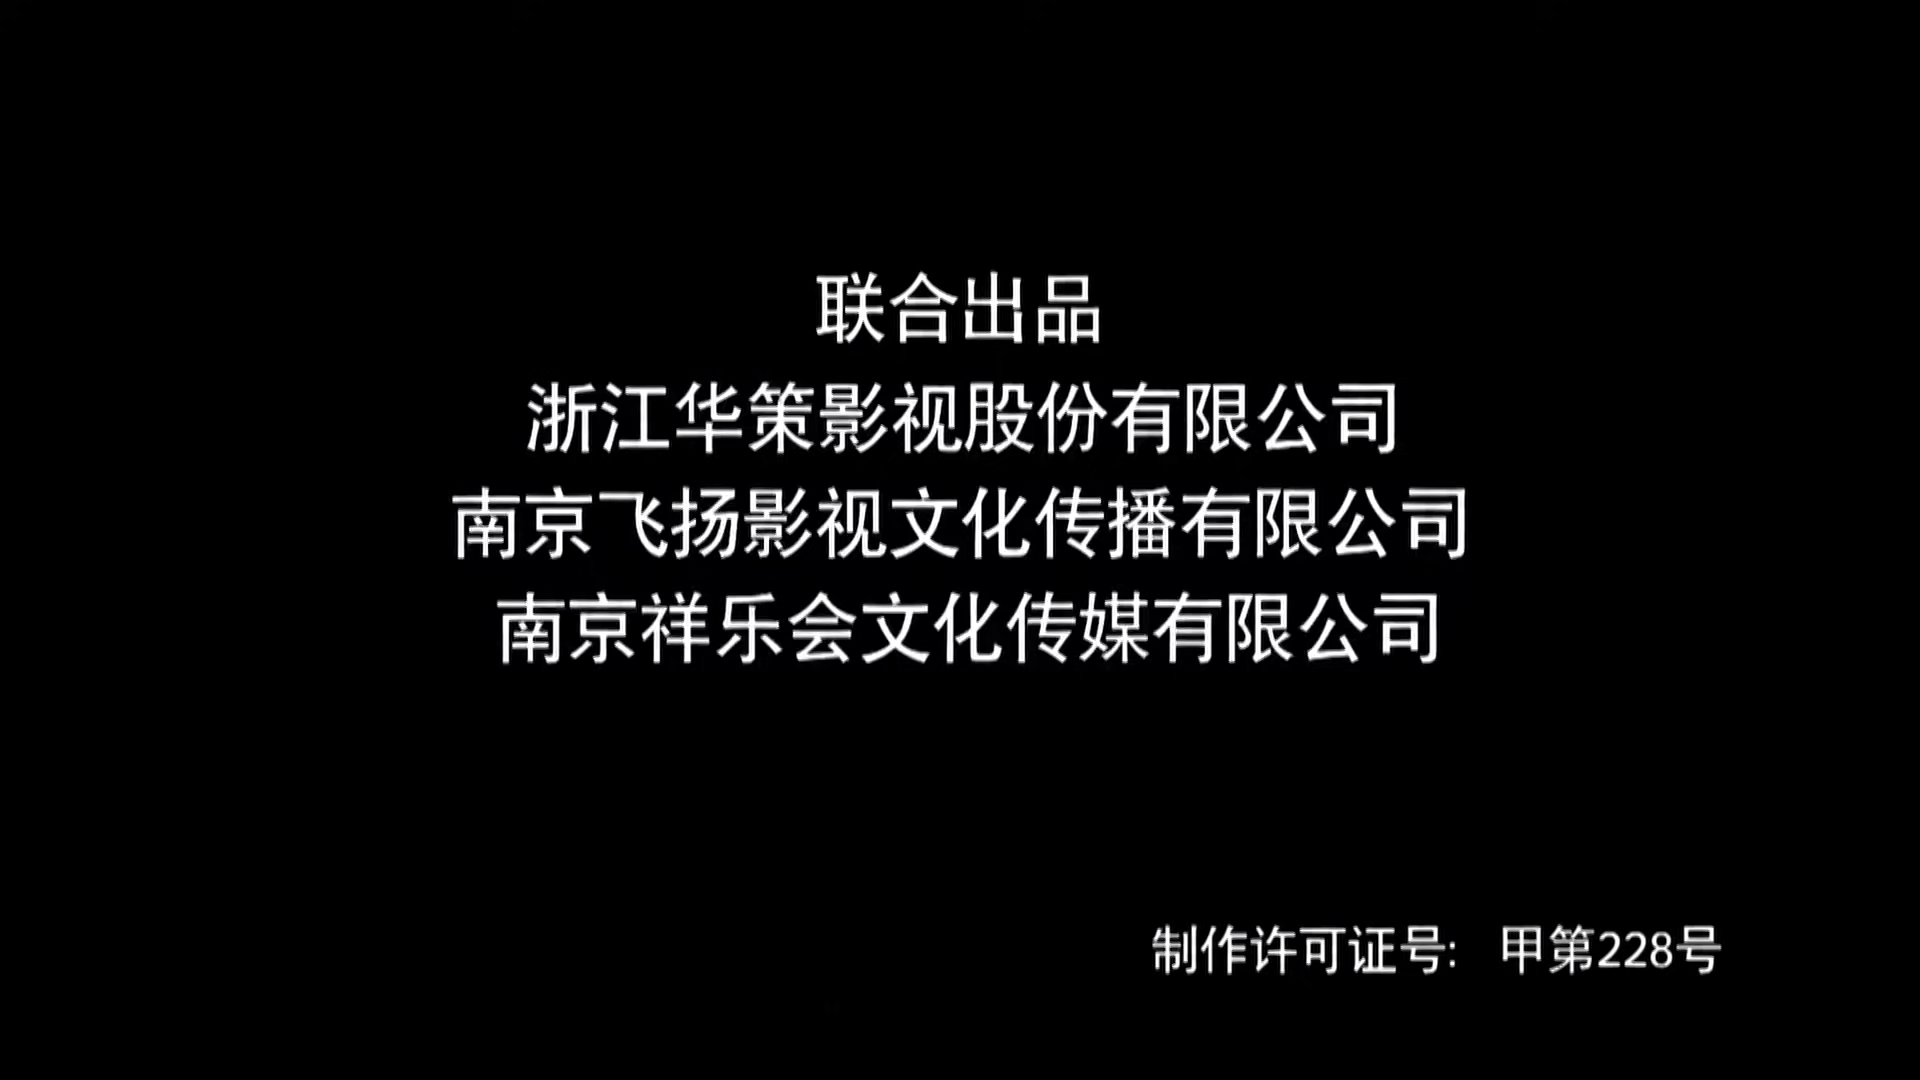 联合出品
浙江华策影视股份有限公司
南京飞扬影视文化传播有限公司
南京祥乐会文化传媒有限公司
制作许可证号: 甲第228号